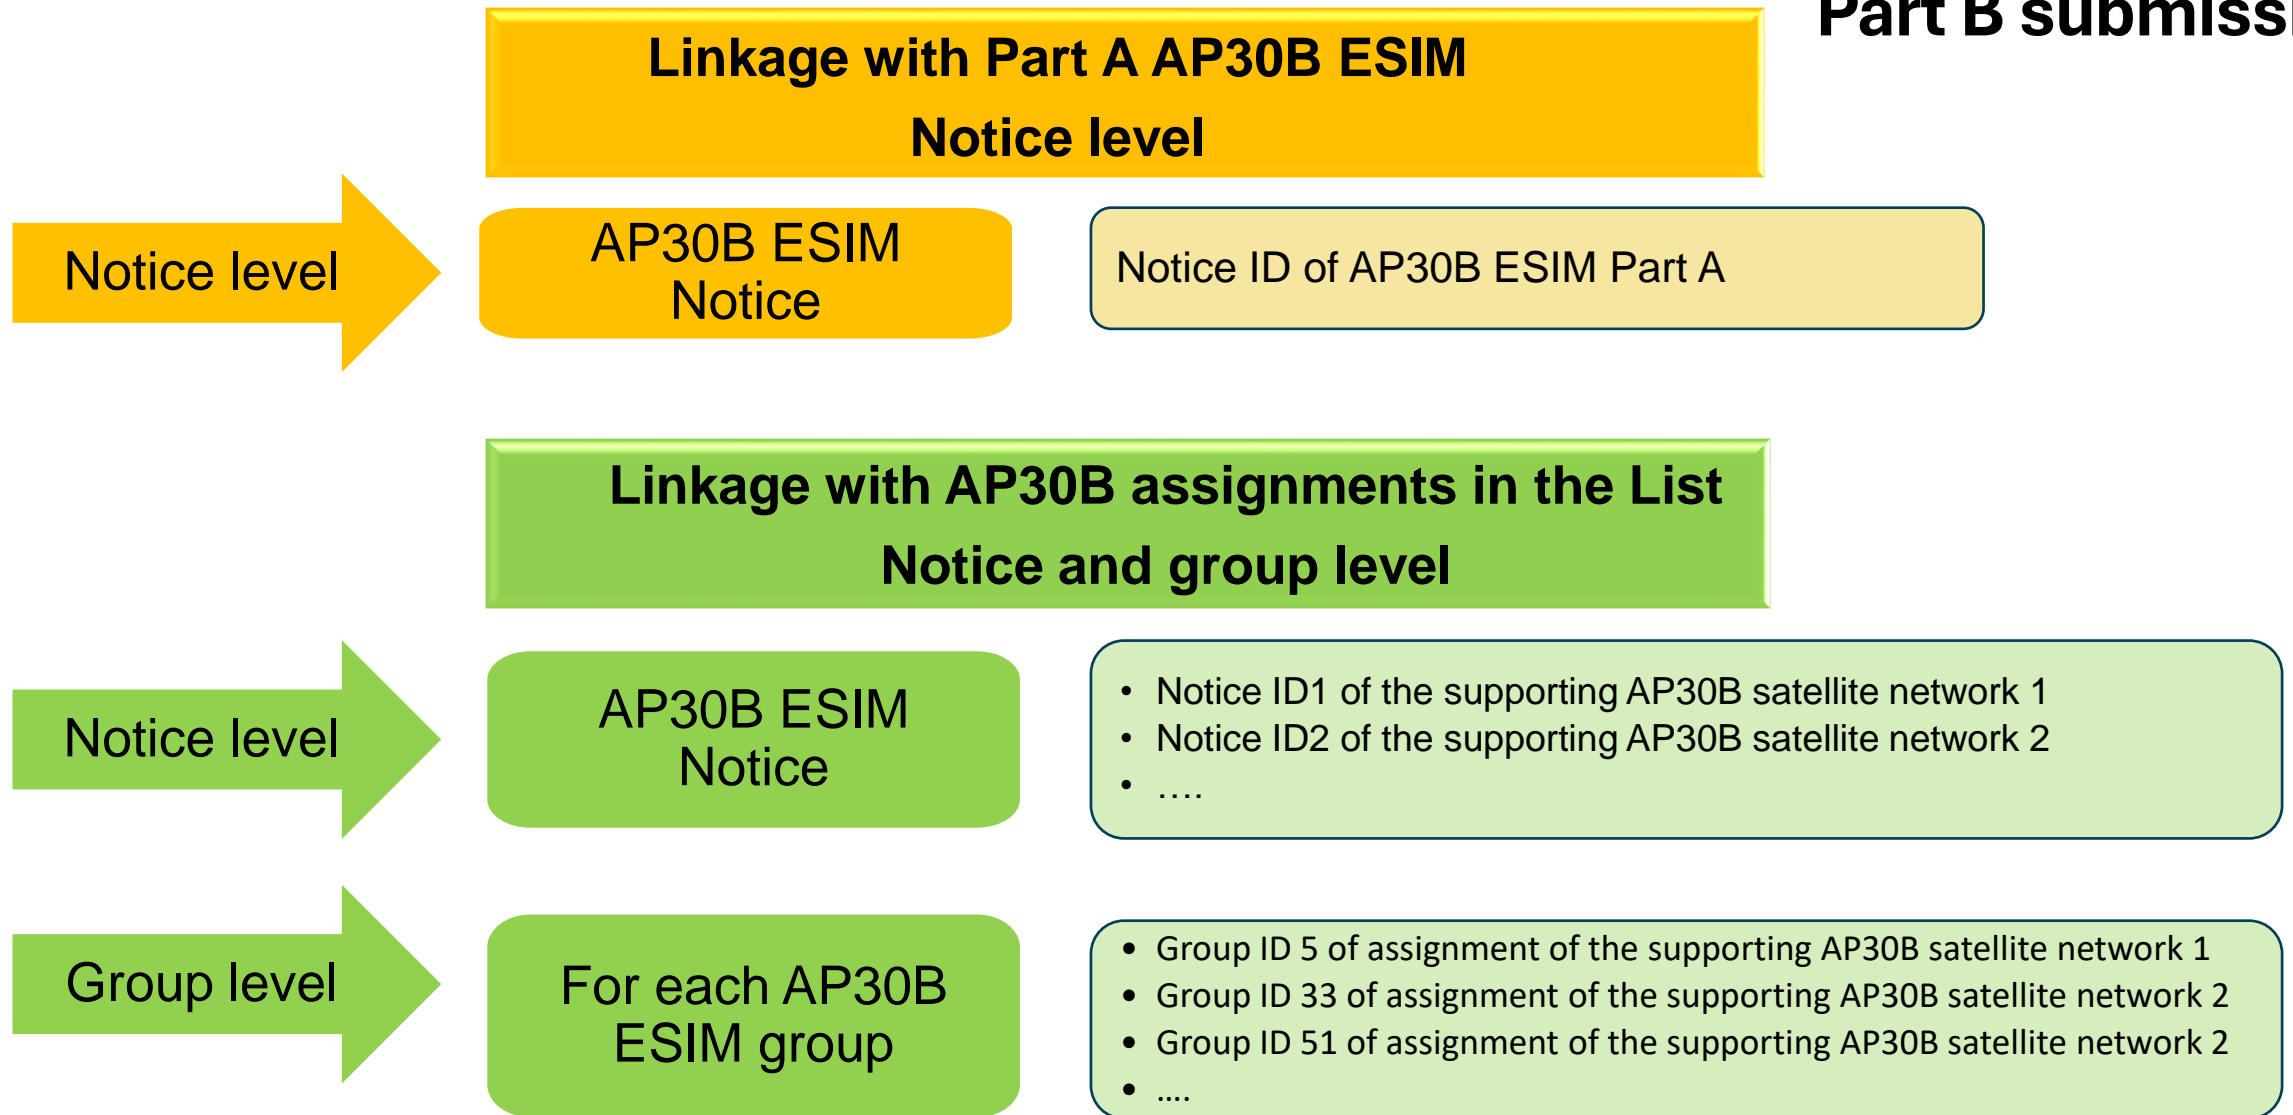 Part B submissi
Linkage with Part A AP30B ESIM
Notice level
Notice level
AP30B ESIM
Notice
Notice ID of AP30B ESIM Part A
Linkage with AP30B assignments in the List
Notice and group level
Notice level
AP30B ESIM
Notice
• Notice ID1 of the supporting AP30B satellite network 1
• Notice ID2 of the supporting AP30B satellite network 2
• ....
Group level
For each AP30B
ESIM group
• Group ID 5 of assignment of the supporting AP30B satellite network 1
• Group ID 33 of assignment of the supporting AP30B satellite network 2
• Group ID 51 of assignment of the supporting AP30B satellite network 2
• ....